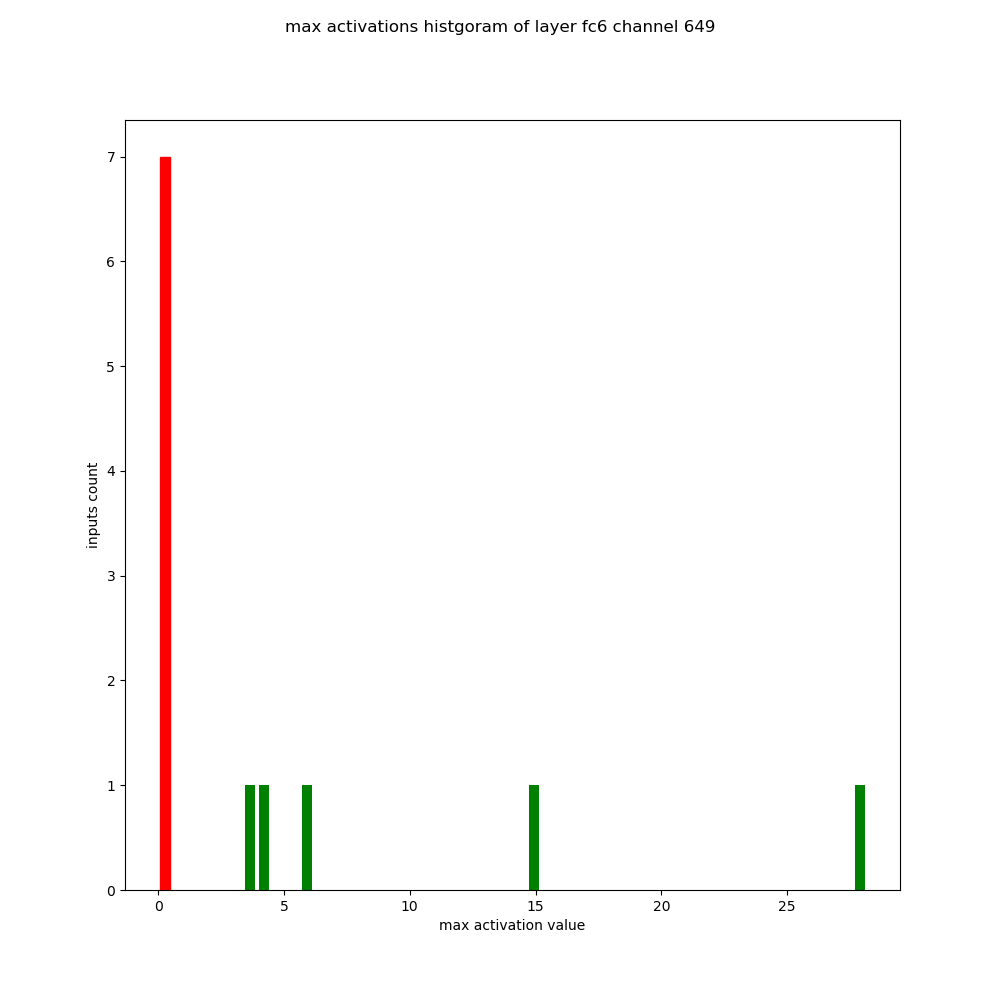 max activations histgoram of layer fc6 channel 649
7
6
5
4
3
2
1
0
inputs count
0 5 10 15 20 25
max activation value